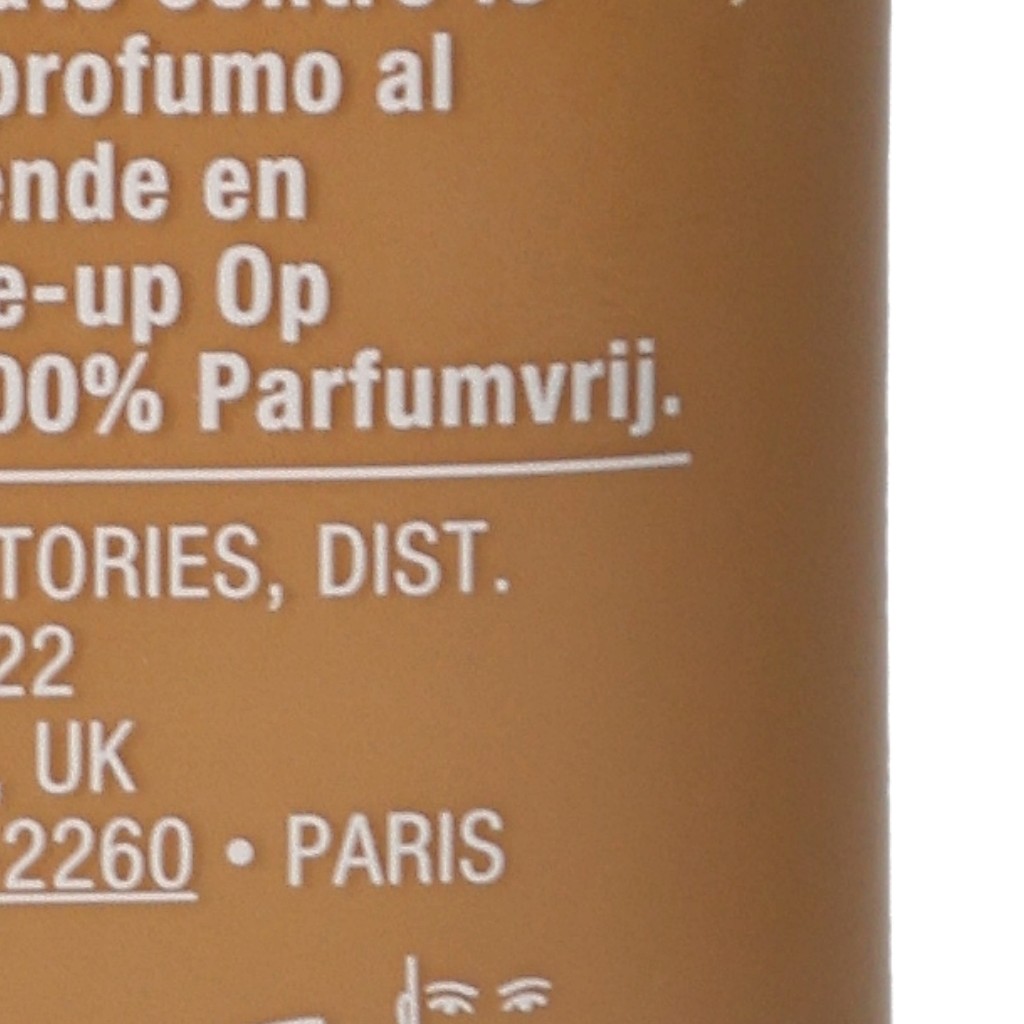 profumo al
ende en
e-up Op
00% Parfumvrij.
TORIES, DIST.
22
, UK
2260 • PARIS